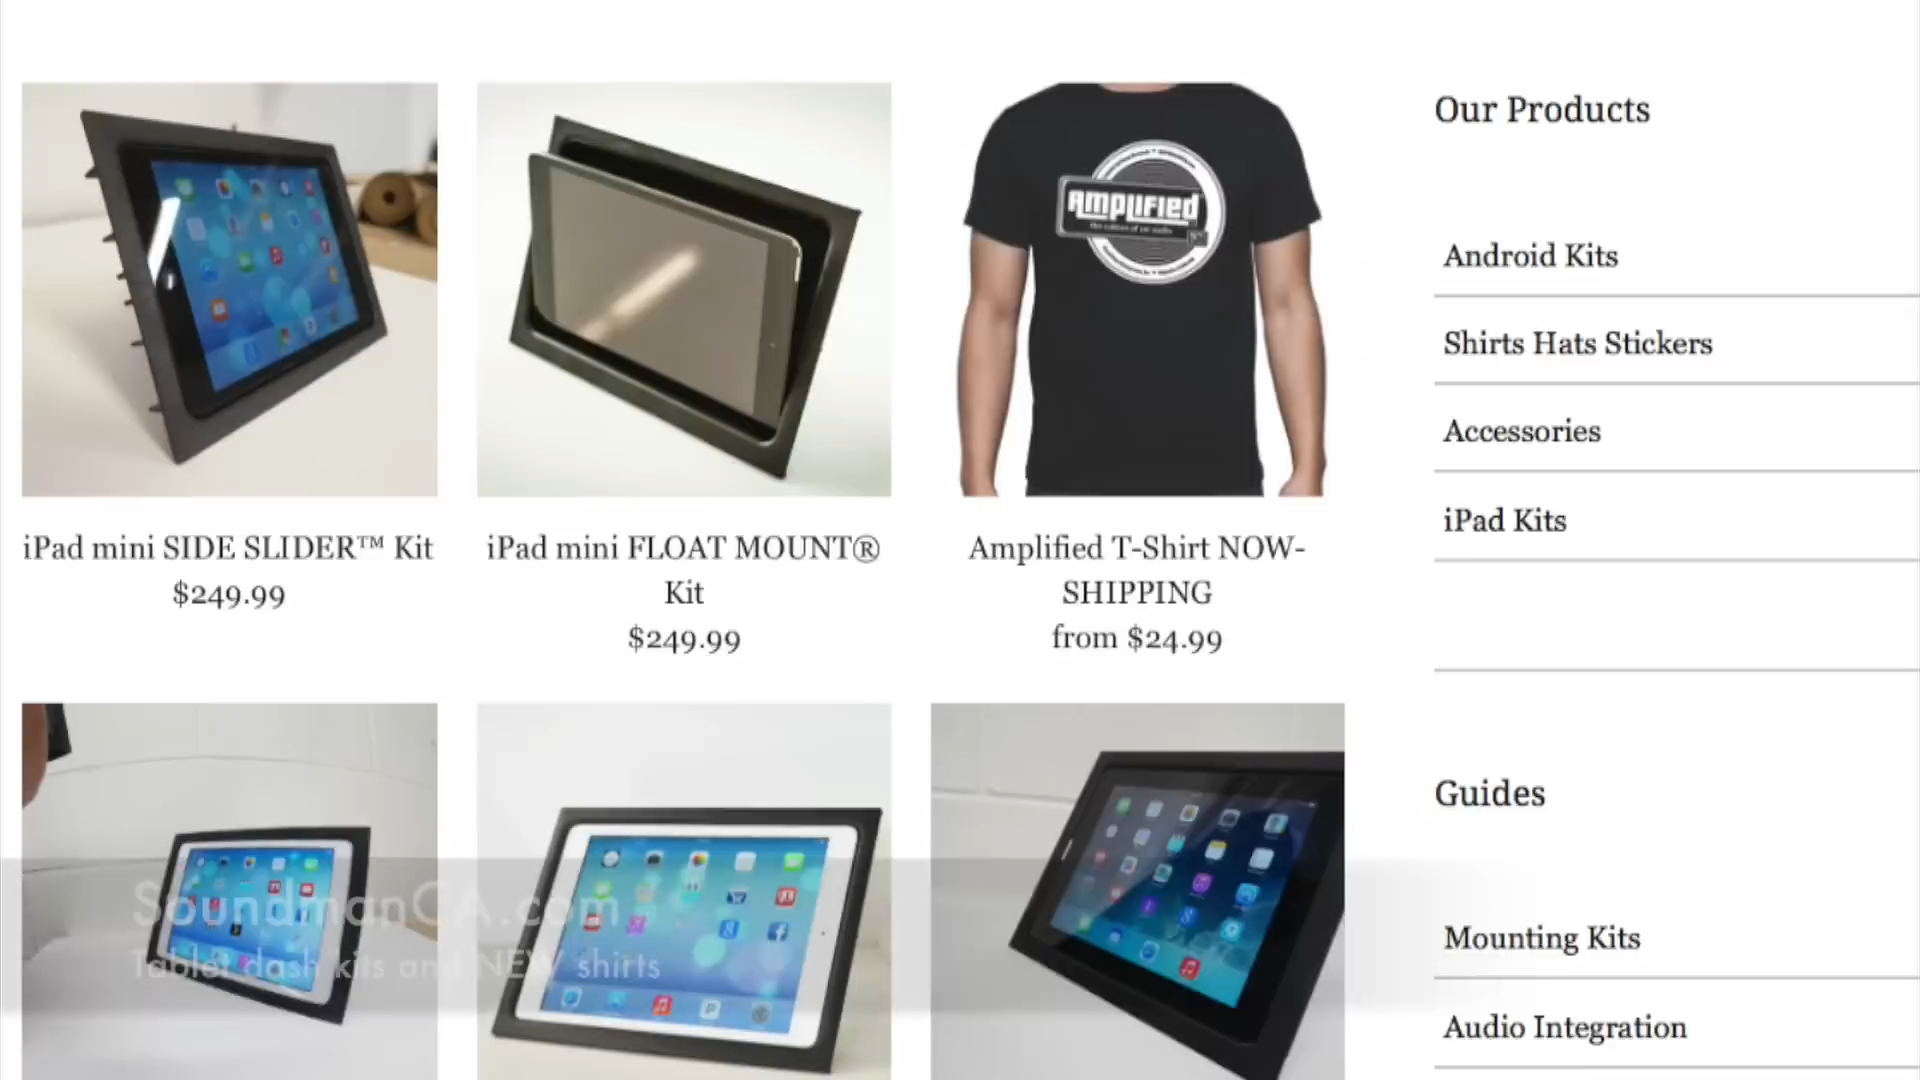 AMPLIFIED
iPad mini SIDE SLIDER™ Kit
$249.99
iPad mini FLOAT MOUNT®
Kit
$249.99
Amplified T-Shirt NOW-
SHIPPING
from $24.99
Our Products
Android Kits
Shirts Hats Stickers
Accessories
iPad Kits
Guides
Mounting Kits
Audio Integration
SoundmanCA.com
Tablet dash kits and NEW shirts